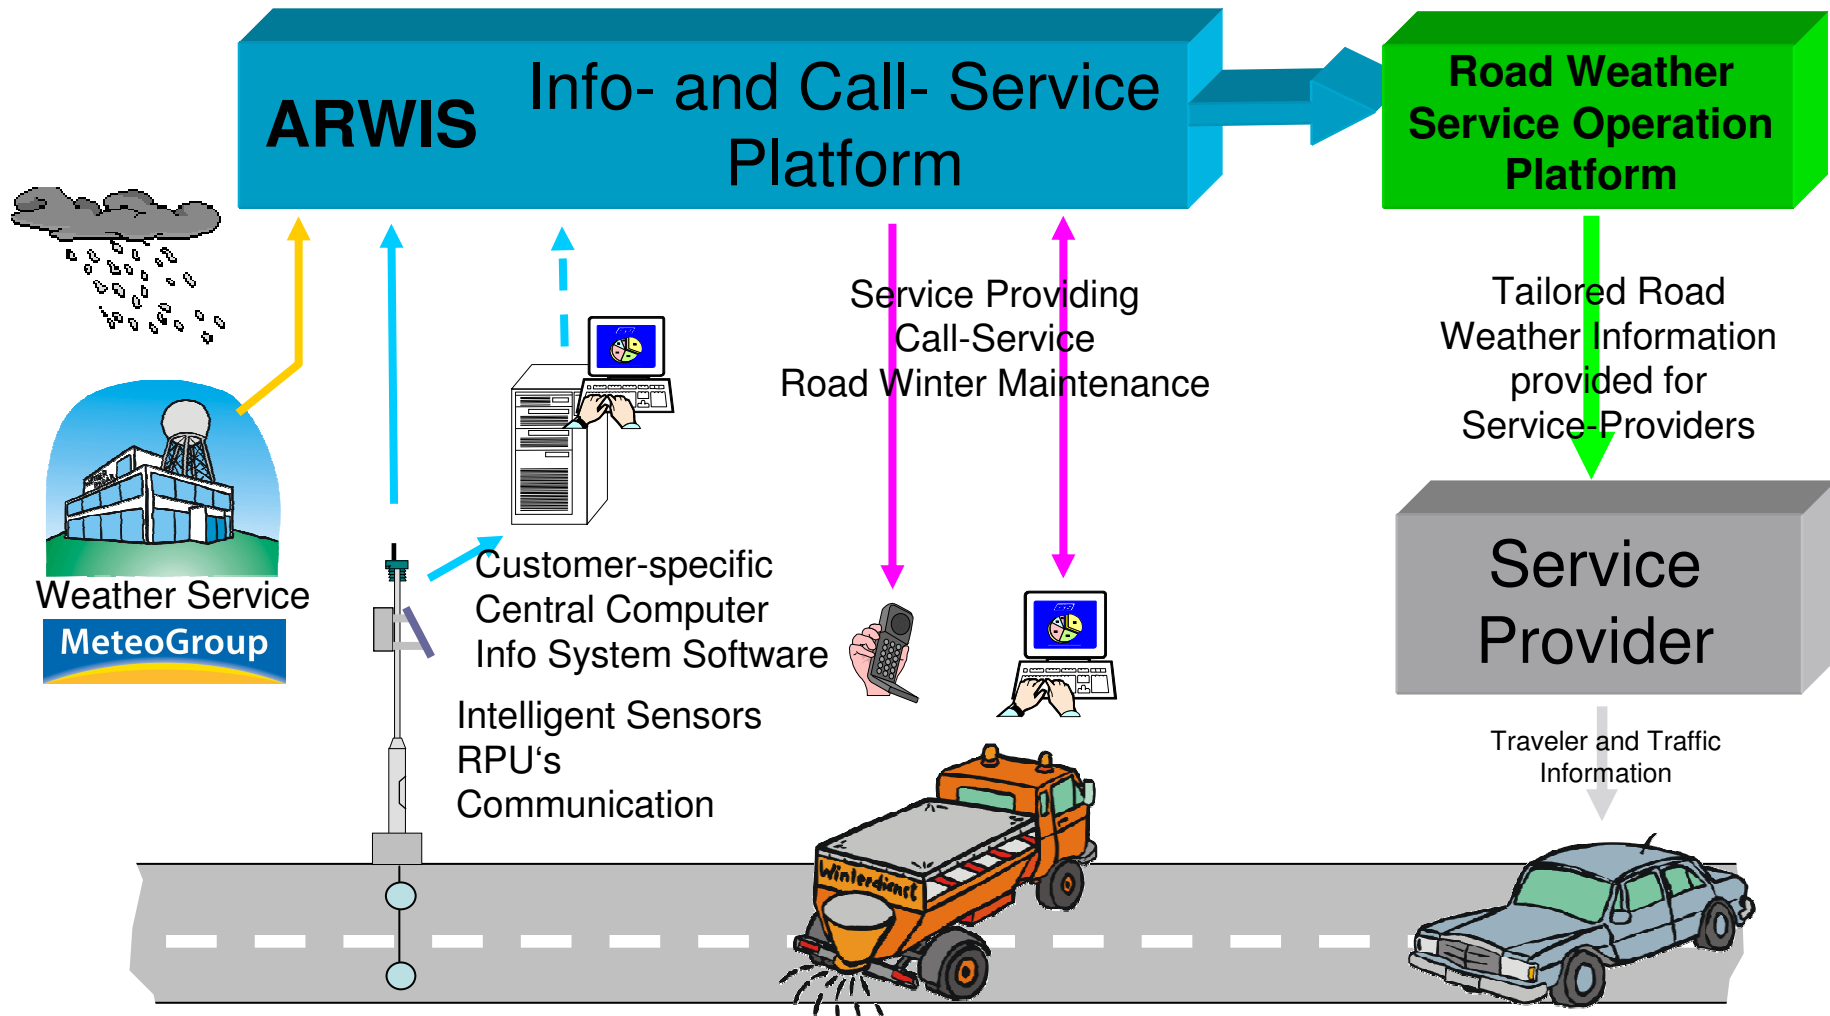 ARWIS
Info- and Call- Service
Platform
Road Weather
Service Operation
Platform
Service Providing
Call-Service
Road Winter Maintenance
Tailored Road
Weather Information
provided for
Service-Providers
Weather Service
MeteoGroup
Customer-specific
Central Computer
Info System Software
Intelligent Sensors
RPU‘s
Communication
Service
Provider
Traveler and Traffic
Information
Winterdienst